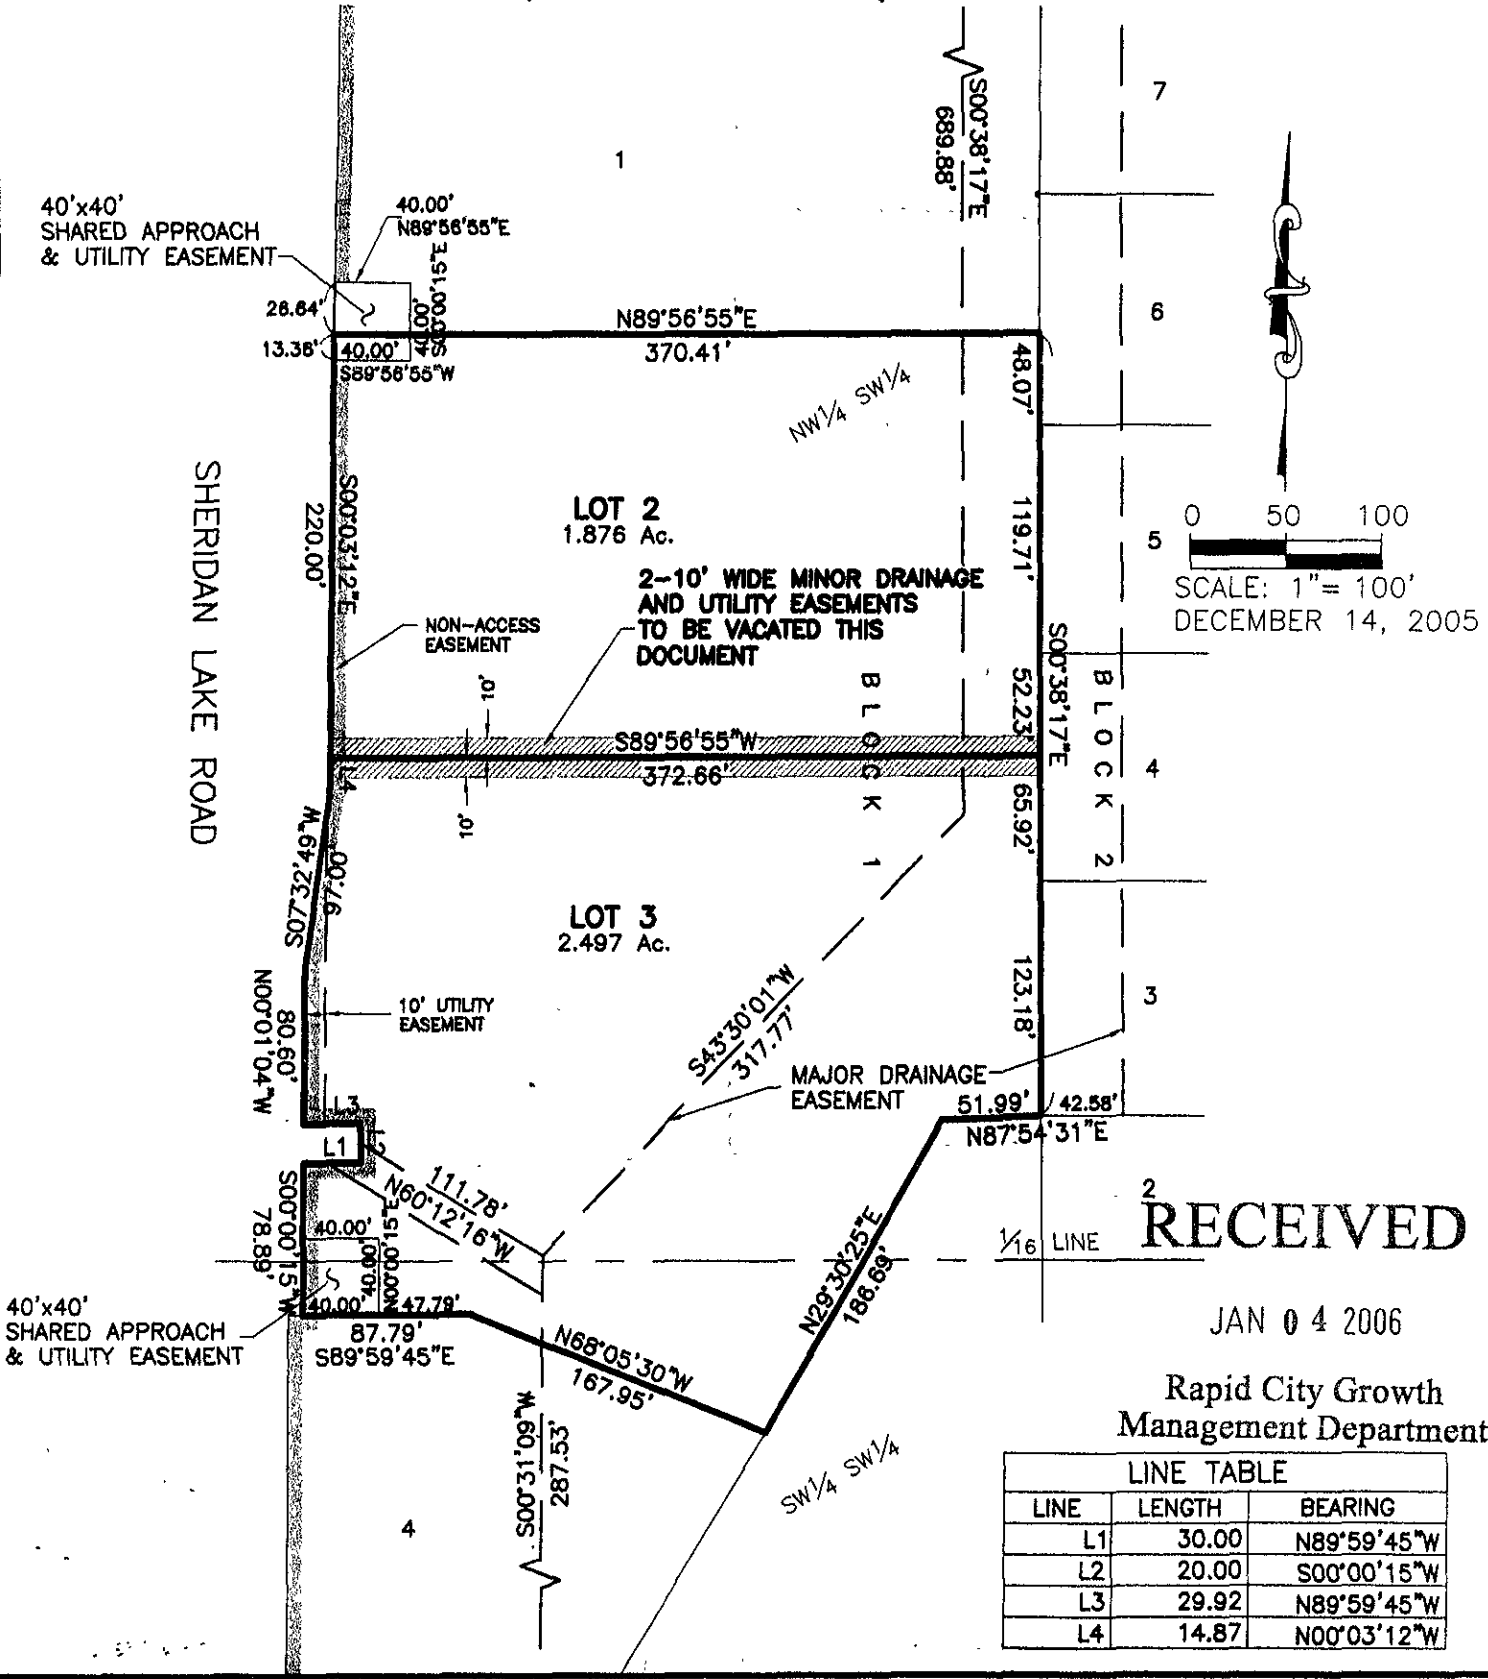 7
S00°38'17"E
689.88'
1
40'x40'
SHARED APPROACH
& UTILITY EASEMENT
40.00'
N89°56'55"E
S00°00'15"E
40.00'
26.64'
13.36'
40.00'
S89°56'55"W
N89°56'55"E
370.41'
6
48.07'
NW1/4 SW1/4
SHERIDAN LAKE ROAD
S00°03'12"E
220.00'
LOT 2
1.876 Ac.
119.71'
5
0 50 100
SCALE: 1"= 100'
DECEMBER 14, 2005
2-10' WIDE MINOR DRAINAGE
AND UTILITY EASEMENTS
TO BE VACATED THIS
DOCUMENT
NON-ACCESS
EASEMENT
10'
S89°56'55"W
372.66'
10'
L4
BLOCK 1
52.23'
S00°38'17"E
BLOCK 2
4
65.92'
S07°32'49"W
97.00'
LOT 3
2.497 Ac.
123.18'
3
10' UTILITY
EASEMENT
80.60'
N00°01'04"W
S43°30'01"W
317.77'
MAJOR DRAINAGE
EASEMENT
51.99'
42.58'
N87°54'31"E
L3
L2
L1
111.78'
N60°12'16"W
S00°00'15"W
78.89'
40.00'
40.00'
N00°00'15"E
40.00'
47.79'
87.79'
S89°59'45"E
40'x40'
SHARED APPROACH
& UTILITY EASEMENT
N29°30'25"E
186.69'
2
RECEIVED
1/16 LINE
JAN 04 2006
Rapid City Growth
Management Department
N68°05'30"W
167.95'
S00°31'09"W
287.53'
SW1/4 SW1/4
4
LINE TABLE
LINE LENGTH BEARING
L1 30.00 N89°59'45"W
L2 20.00 S00°00'15"W
L3 29.92 N89°59'45"W
L4 14.87 N00°03'12"W